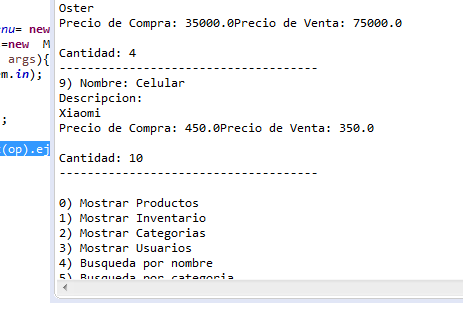 Oster
Precio de Compra: 35000.0Precio de Venta: 75000.0
Cantidad: 4
-------------------------------------
9) Nombre: Celular
Descripcion:
Xiaomi
Precio de Compra: 450.0Precio de Venta: 350.0
Cantidad: 10
-------------------------------------
0) Mostrar Productos
1) Mostrar Inventario
2) Mostrar Categorias
3) Mostrar Usuarios
4) Busqueda por nombre
5) Busqueda por categoria
enu= new
=new M
args){
m.in);
;
(op).ej